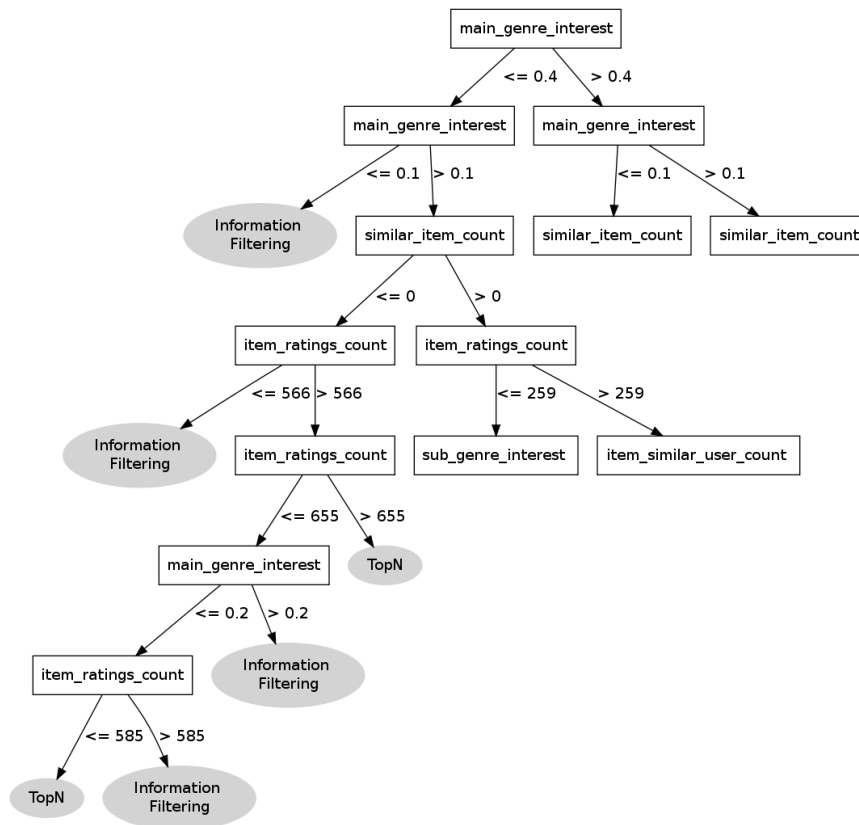 main_genre_interest
<= 0.4
> 0.4
main_genre_interest
main_genre_interest
<= 0.1
> 0.1
<= 0.1
> 0.1
Information
Filtering
similar_item_count
similar_item_count
similar_item_count
<= 0
> 0
item_ratings_count
item_ratings_count
<= 566
> 566
<= 259
> 259
Information
Filtering
item_ratings_count
sub_genre_interest
item_similar_user_count
<= 655
> 655
main_genre_interest
TopN
<= 0.2
> 0.2
item_ratings_count
Information
Filtering
<= 585
> 585
TopN
Information
Filtering